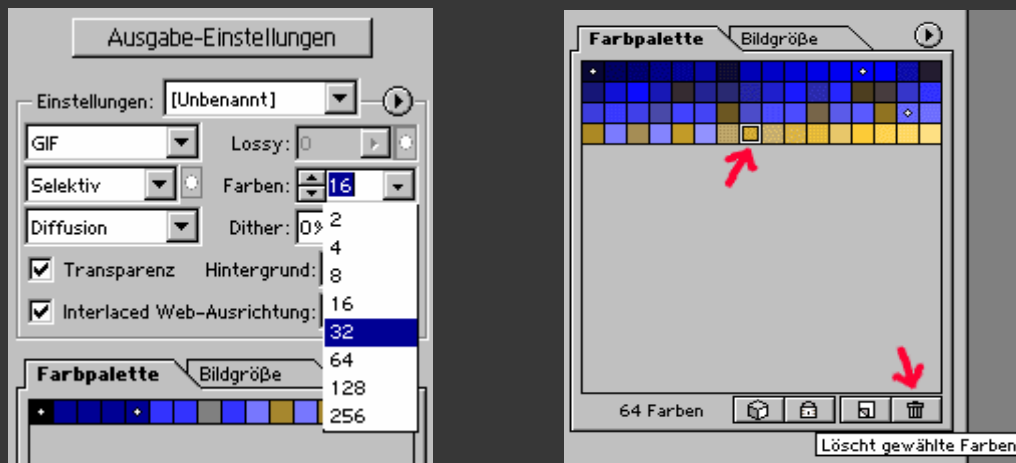 Ausgabe-Einstellungen
Einstellungen: [Unbenannt]
GIF Lossy: 0
Selektiv Farben: 16
Diffusion Dither: 0%
Transparenz Hintergrund:
Interlaced Web-Ausrichtung:
2
4
8
16
32
64
128
256
Farbpalette Bildgröße
Farbpalette Bildgröße
64 Farben
Löscht gewählte Farben